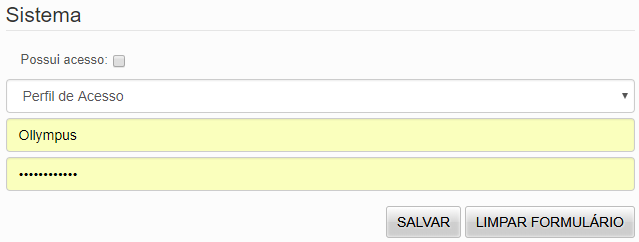 Sistema
Possui acesso:
Perfil de Acesso
Ollympus
••••••••••••
SALVAR LIMPAR FORMULÁRIO